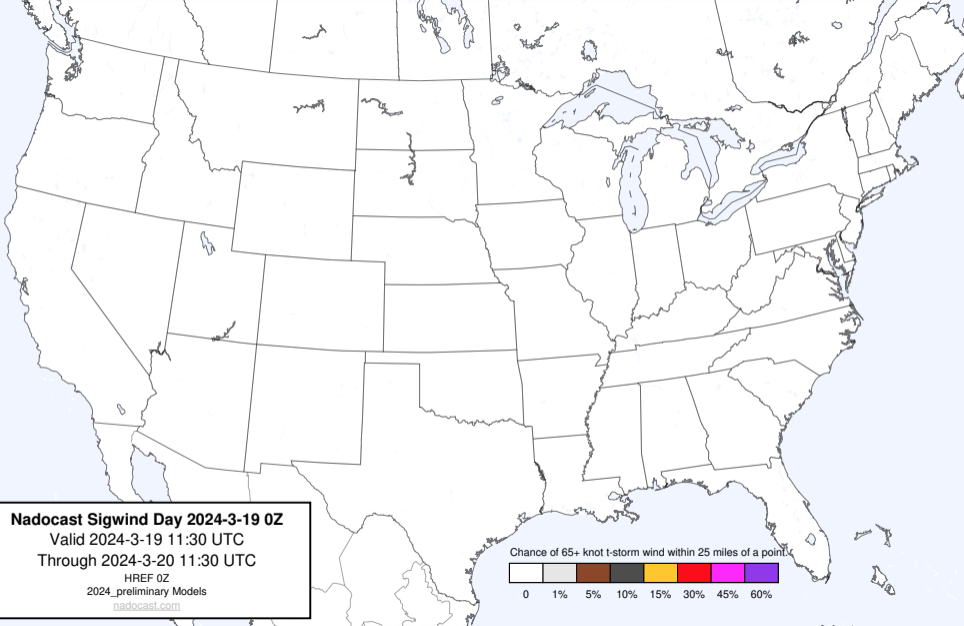 Nadocast Sigwind Day 2024-3-19 0Z
Valid 2024-3-19 11:30 UTC
Through 2024-3-20 11:30 UTC
HREF 0Z
2024_preliminary Models
nadocast.com
Chance of 65+ knot t-storm wind within 25 miles of a point.
0 1% 5% 10% 15% 30% 45% 60%